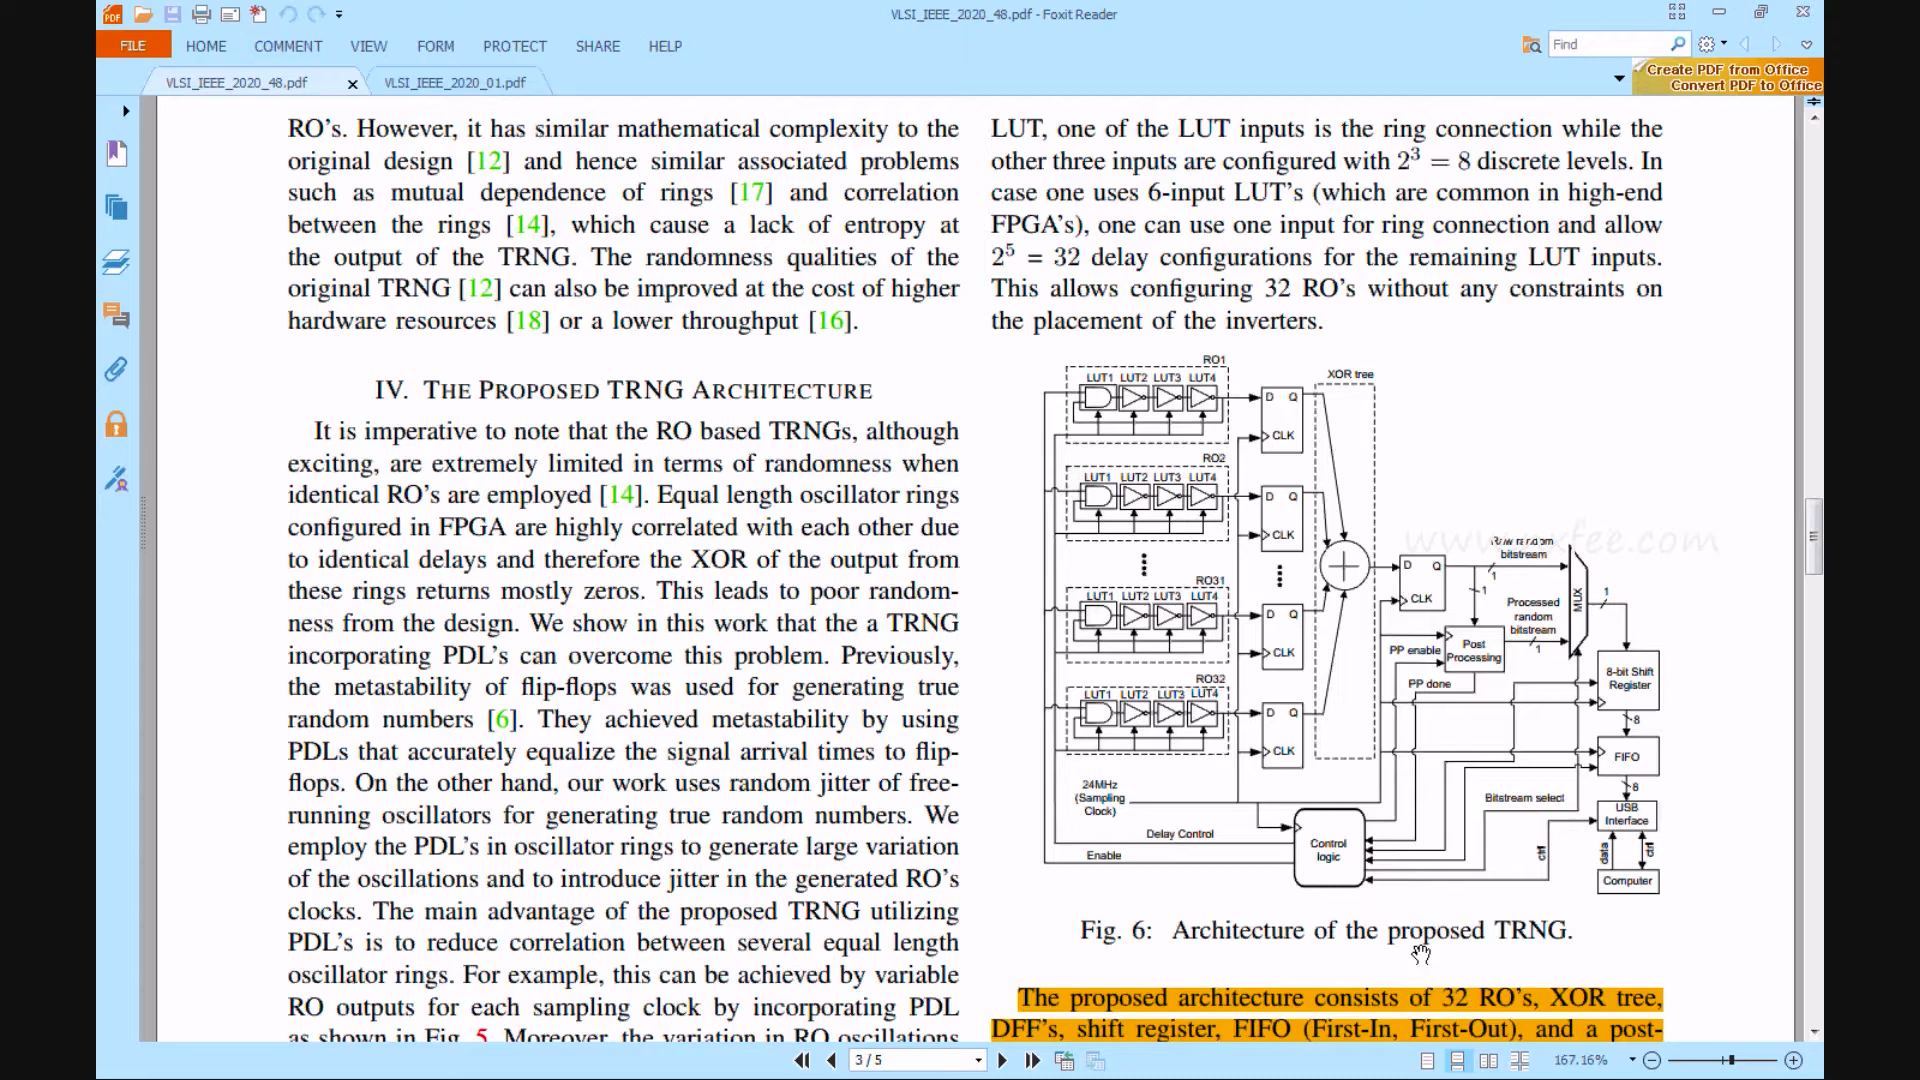 VLSI_IEEE_2020_48.pdf - Foxit Reader
FILE HOME COMMENT VIEW FORM PROTECT SHARE HELP
Find
VLSI_IEEE_2020_48.pdf VLSI_IEEE_2020_01.pdf
Create PDF from Office
Convert PDF to Office
RO's. However, it has similar mathematical complexity to the
original design [12] and hence similar associated problems
such as mutual dependence of rings [17] and correlation
between the rings [14], which cause a lack of entropy at
the output of the TRNG. The randomness qualities of the
original TRNG [12] can also be improved at the cost of higher
hardware resources [18] or a lower throughput [16].
IV. THE PROPOSED TRNG ARCHITECTURE
It is imperative to note that the RO based TRNGs, although
exciting, are extremely limited in terms of randomness when
identical RO's are employed [14]. Equal length oscillator rings
configured in FPGA are highly correlated with each other due
to identical delays and therefore the XOR of the output from
these rings returns mostly zeros. This leads to poor random-
ness from the design. We show in this work that the a TRNG
incorporating PDL's can overcome this problem. Previously,
the metastability of flip-flops was used for generating true
random numbers [6]. They achieved metastability by using
PDLs that accurately equalize the signal arrival times to flip-
flops. On the other hand, our work uses random jitter of free-
running oscillators for generating true random numbers. We
employ the PDL's in oscillator rings to generate large variation
of the oscillations and to introduce jitter in the generated RO's
clocks. The main advantage of the proposed TRNG utilizing
PDL's is to reduce correlation between several equal length
oscillator rings. For example, this can be achieved by variable
RO outputs for each sampling clock by incorporating PDL
as shown in Fig. 5. Moreover, the variation in RO oscillations
LUT, one of the LUT inputs is the ring connection while the
other three inputs are configured with 2³ = 8 discrete levels. In
case one uses 6-input LUT's (which are common in high-end
FPGA's), one can use one input for ring connection and allow
2⁵ = 32 delay configurations for the remaining LUT inputs.
This allows configuring 32 RO's without any constraints on
the placement of the inverters.
RO1
LUT1 LUT2 LUT3 LUT4
D Q
CLK
XOR tree
RO2
LUT1 LUT2 LUT3 LUT4
D Q
CLK
RO31
LUT1 LUT2 LUT3 LUT4
D Q
CLK
RO32
LUT1 LUT2 LUT3 LUT4
D Q
CLK
D Q
CLK
Raw random
bitstream
1
1
Processed
random
bitstream
1
MUX
1
Post
Processing
PP enable
PP done
8-bit Shift
Register
8
FIFO
8
USB
Interface
data
ctrl
Computer
Bitstream select
ctrl
24MHz
(Sampling
Clock)
Delay Control
Enable
Control
logic
Fig. 6: Architecture of the proposed TRNG.
The proposed architecture consists of 32 RO's, XOR tree,
DFF's, shift register, FIFO (First-In, First-Out), and a post-
3 / 5
167.16%